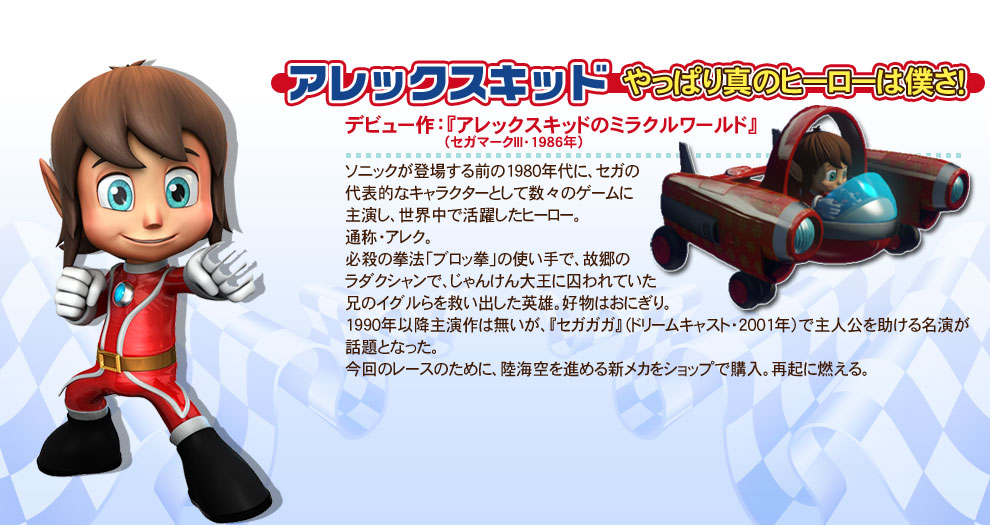 アレックスキッド やっぱり真のヒーローは僕さ!
デビュー作:『アレックスキッドのミラクルワールド』
(セガマークIII・1986年)
ソニックが登場する前の1980年代に、セガの
代表的なキャラクターとして数々のゲームに
主演し、世界中で活躍したヒーロー。
通称・アレク。
必殺の拳法「ブロッ拳」の使い手で、故郷の
ラダクシャンで、じゃんけん大王に囚われていた
兄のイグルらを救い出した英雄。好物はおにぎり。
1990年以降主演作は無いが、『セガガガ』(ドリームキャスト・2001年)で主人公を助ける名演が
話題となった。
今回のレースのために、陸海空を進める新メカをショップで購入。再起に燃える。